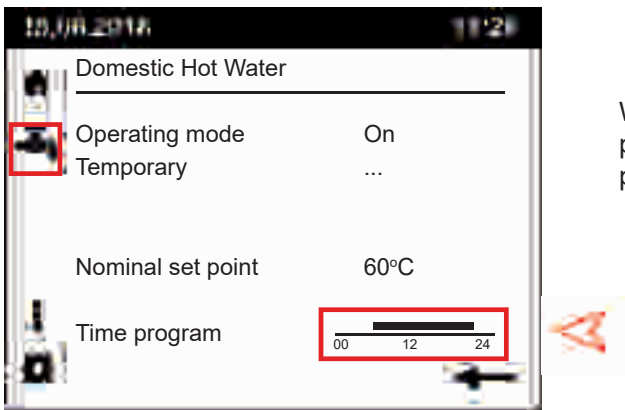 Domestic Hot Water
Operating mode On
Temporary ...
Nominal set point 60°C
Time program
00 12 24